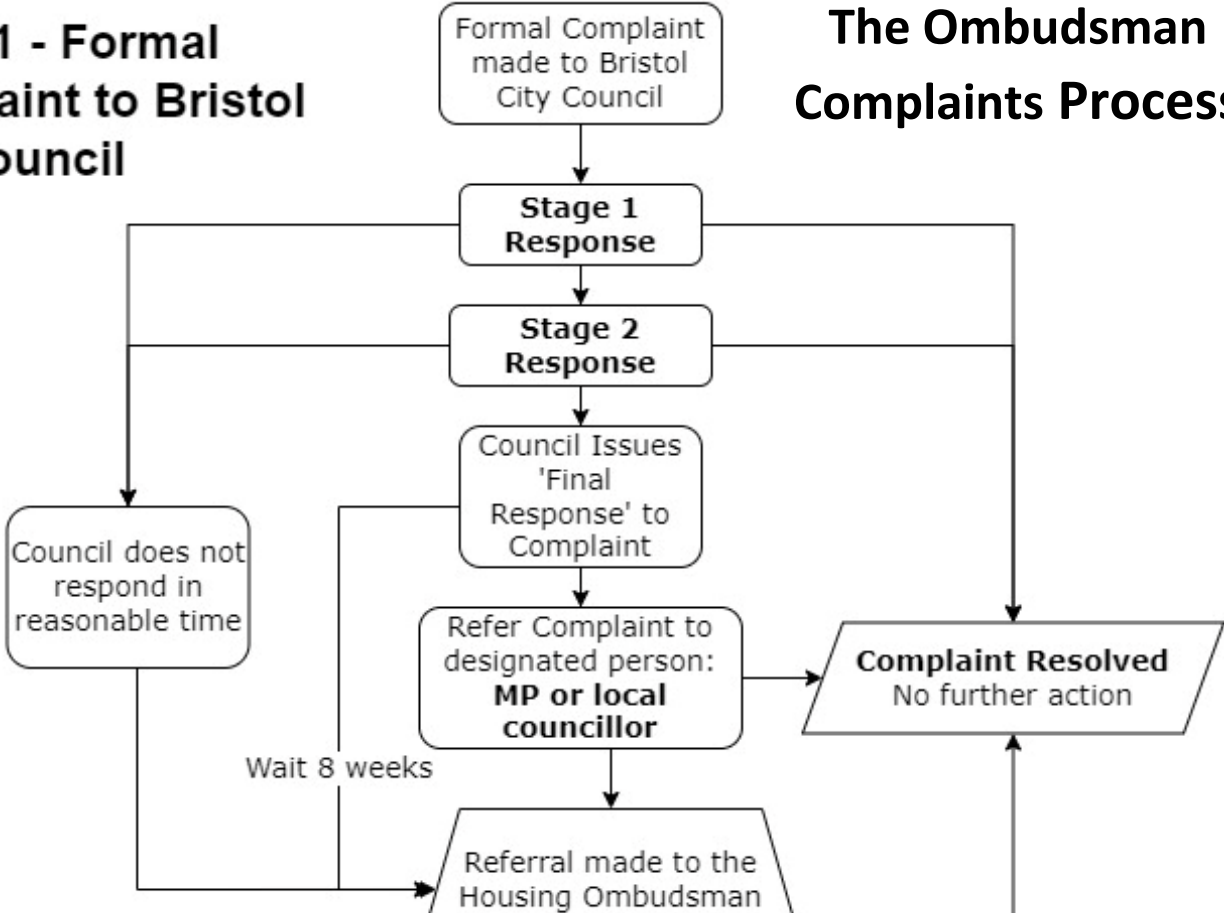 1 - Formal
aint to Bristol
ouncil
The Ombudsman
Complaints Process
Formal Complaint
made to Bristol
City Council
Stage 1
Response
Stage 2
Response
Council Issues
'Final
Response' to
Complaint
Council does not
respond in
reasonable time
Refer Complaint to
designated person:
MP or local
councillor
Complaint Resolved
No further action
Wait 8 weeks
Referral made to the
Housing Ombudsman